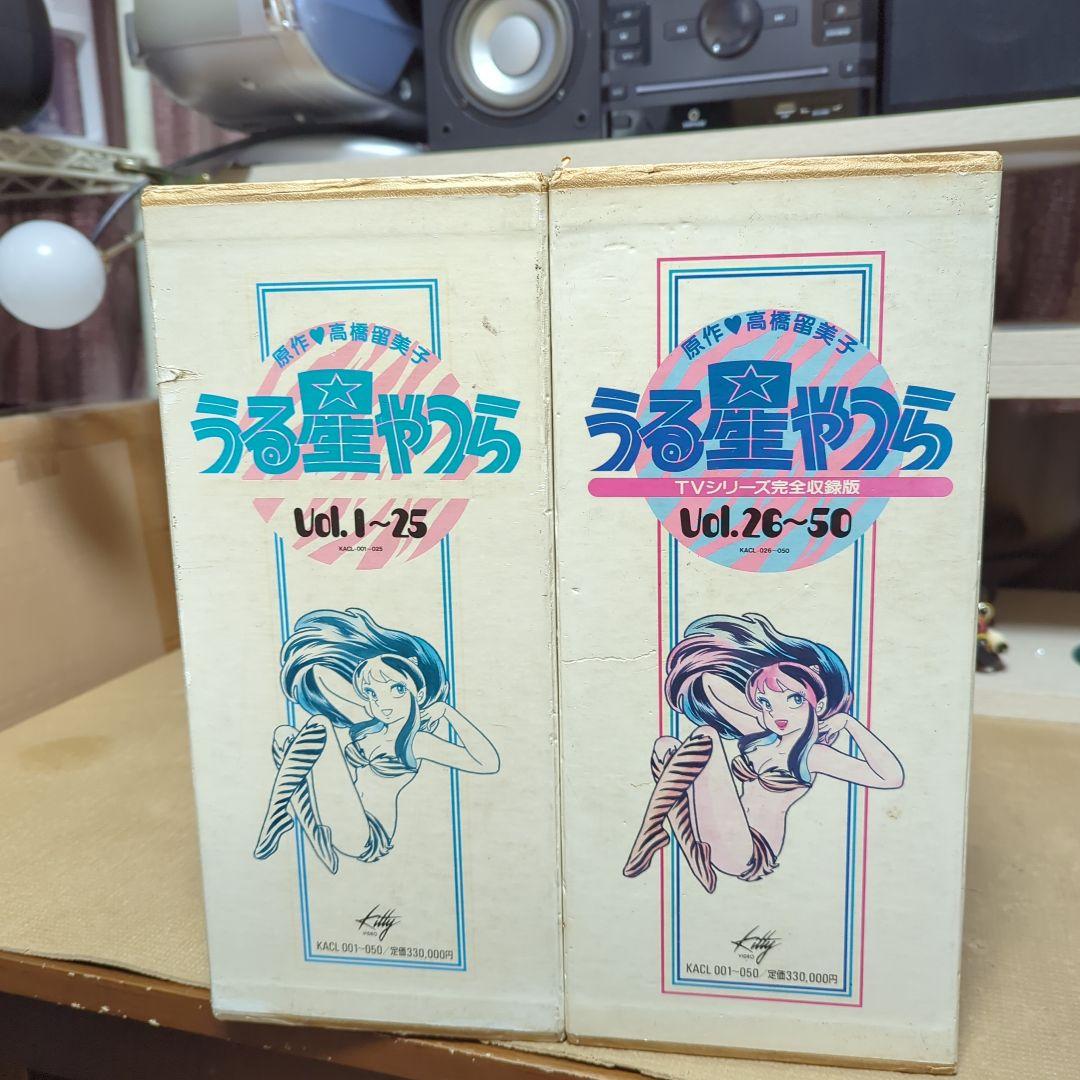 原作♥高橋留美子
うる星やつら
Vol.1~25
KACL-001~025
Kitty
VIDEO
KACL 001~050/定価330,000円
原作♥高橋留美子
うる星やつら
TVシリーズ完全収録版
Vol.26~50
KACL-026~050
Kitty
VIDEO
KACL 001~050/定価330,000円